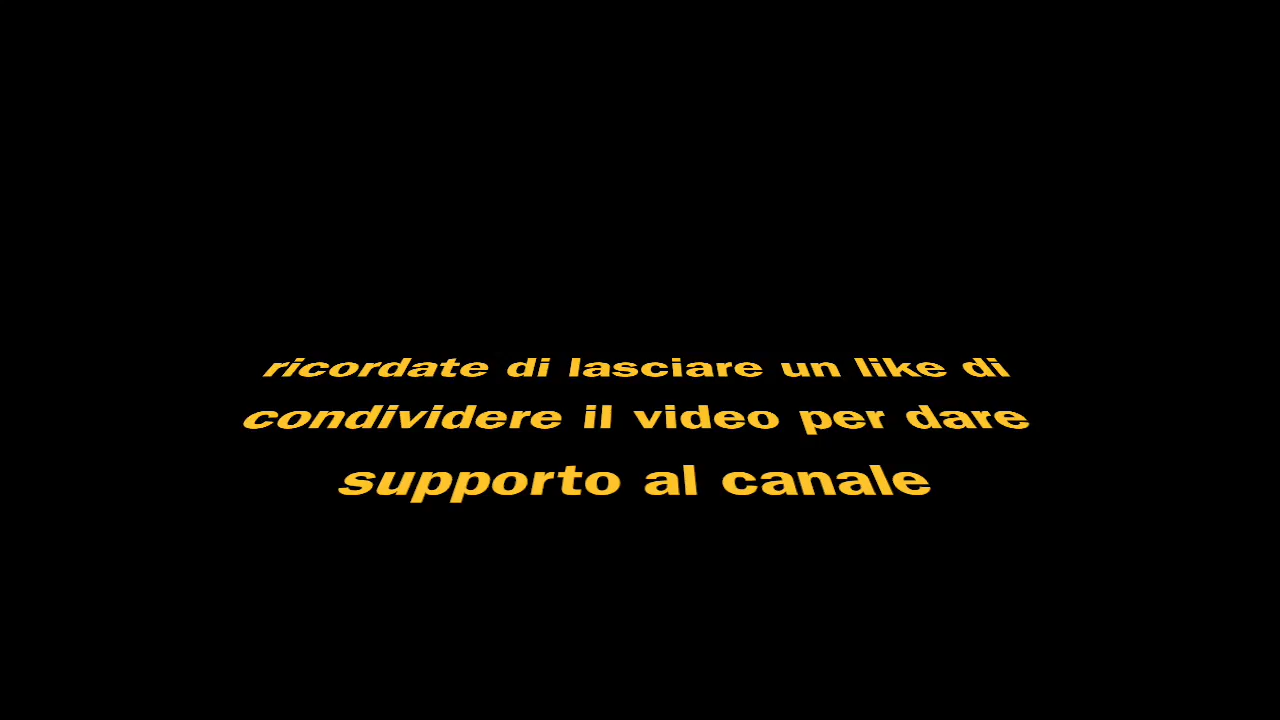 ricordate di lasciare un like di
condividere il video per dare
supporto al canale